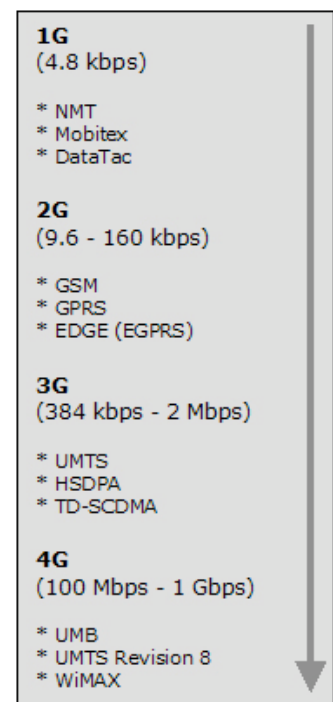 1G
(4.8 kbps)
* NMT
* Mobitex
* DataTac
2G
(9.6 - 160 kbps)
* GSM
* GPRS
* EDGE (EGPRS)
3G
(384 kbps - 2 Mbps)
* UMTS
* HSDPA
* TD-SCDMA
4G
(100 Mbps - 1 Gbps)
* UMB
* UMTS Revision 8
* WiMAX